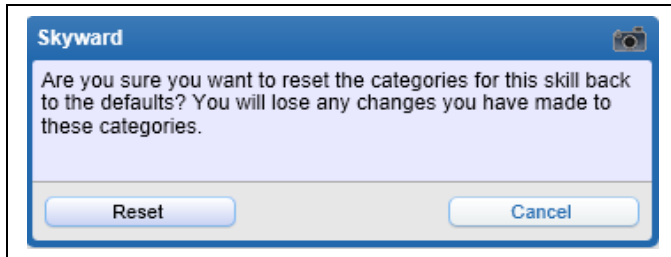 Skyward
Are you sure you want to reset the categories for this skill back
to the defaults? You will lose any changes you have made to
these categories.
Reset
Cancel